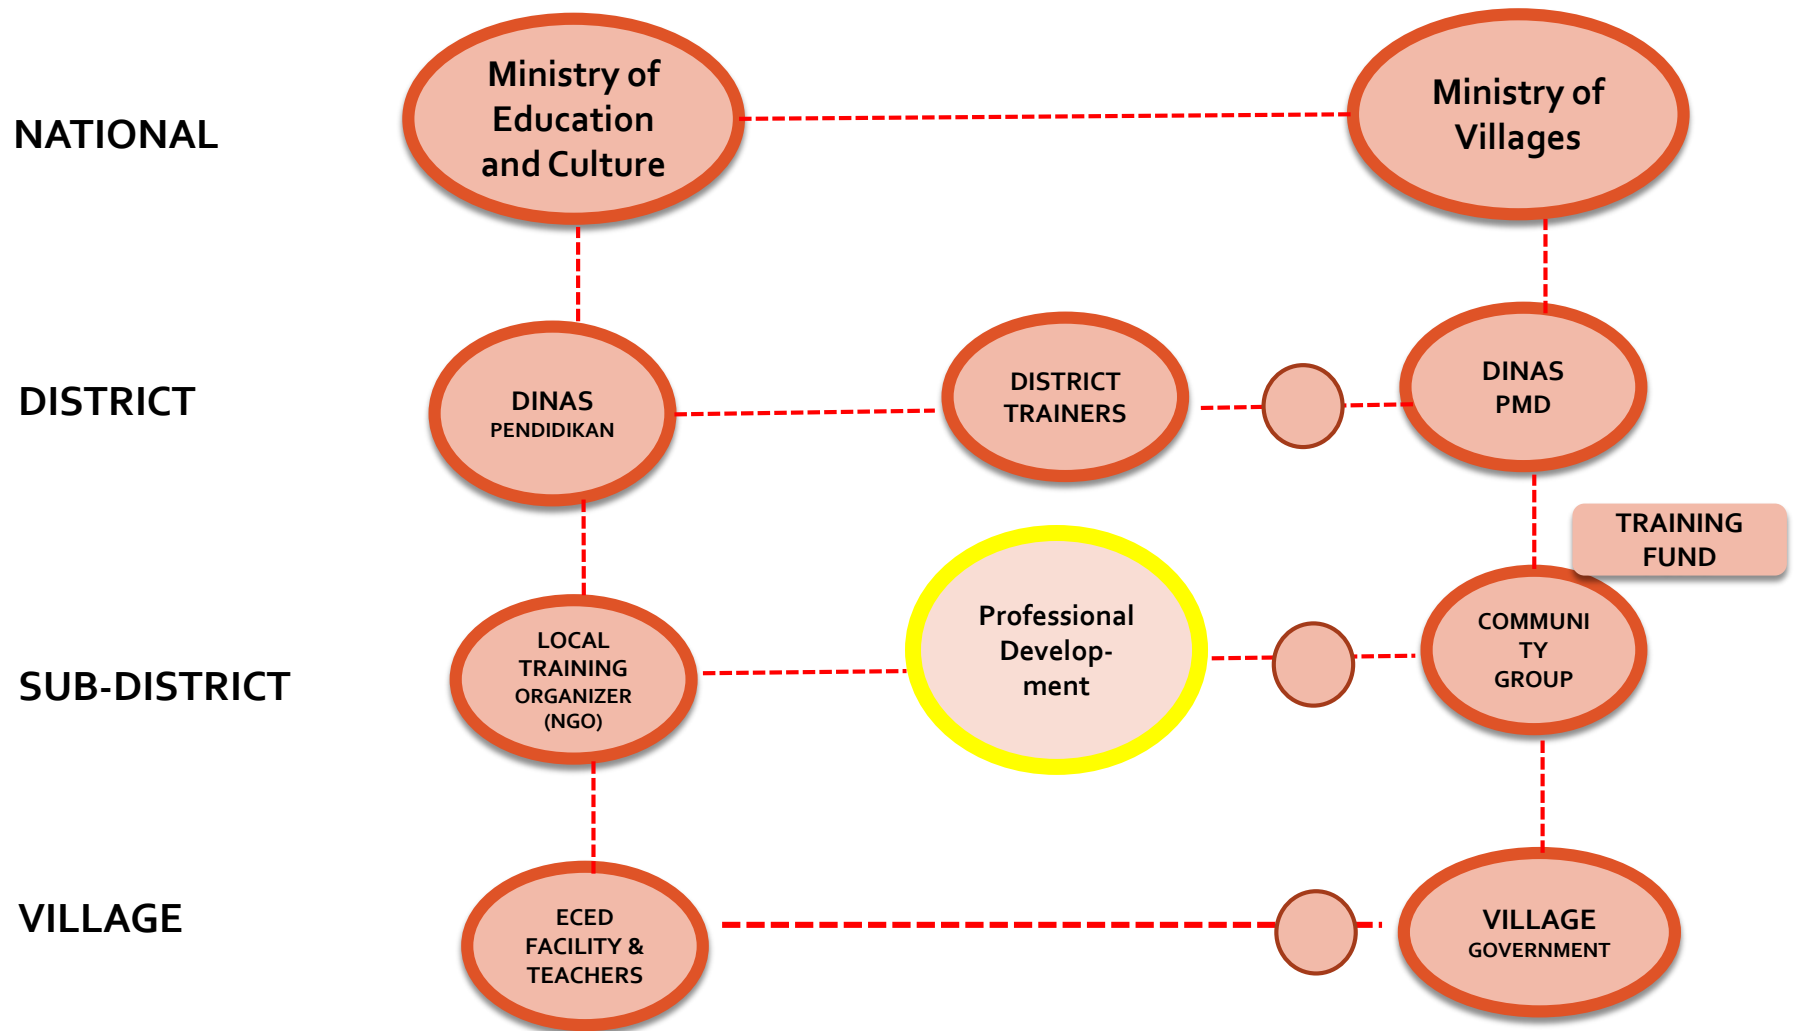 NATIONAL
Ministry of
Education
and Culture
Ministry of
Villages
DISTRICT
DINAS
PENDIDIKAN
DISTRICT
TRAINERS
DINAS
PMD
TRAINING
FUND
SUB-DISTRICT
LOCAL
TRAINING
ORGANIZER
(NGO)
Professional
Develop-
ment
COMMUNI
TY
GROUP
VILLAGE
ECED
FACILITY &
TEACHERS
VILLAGE
GOVERNMENT